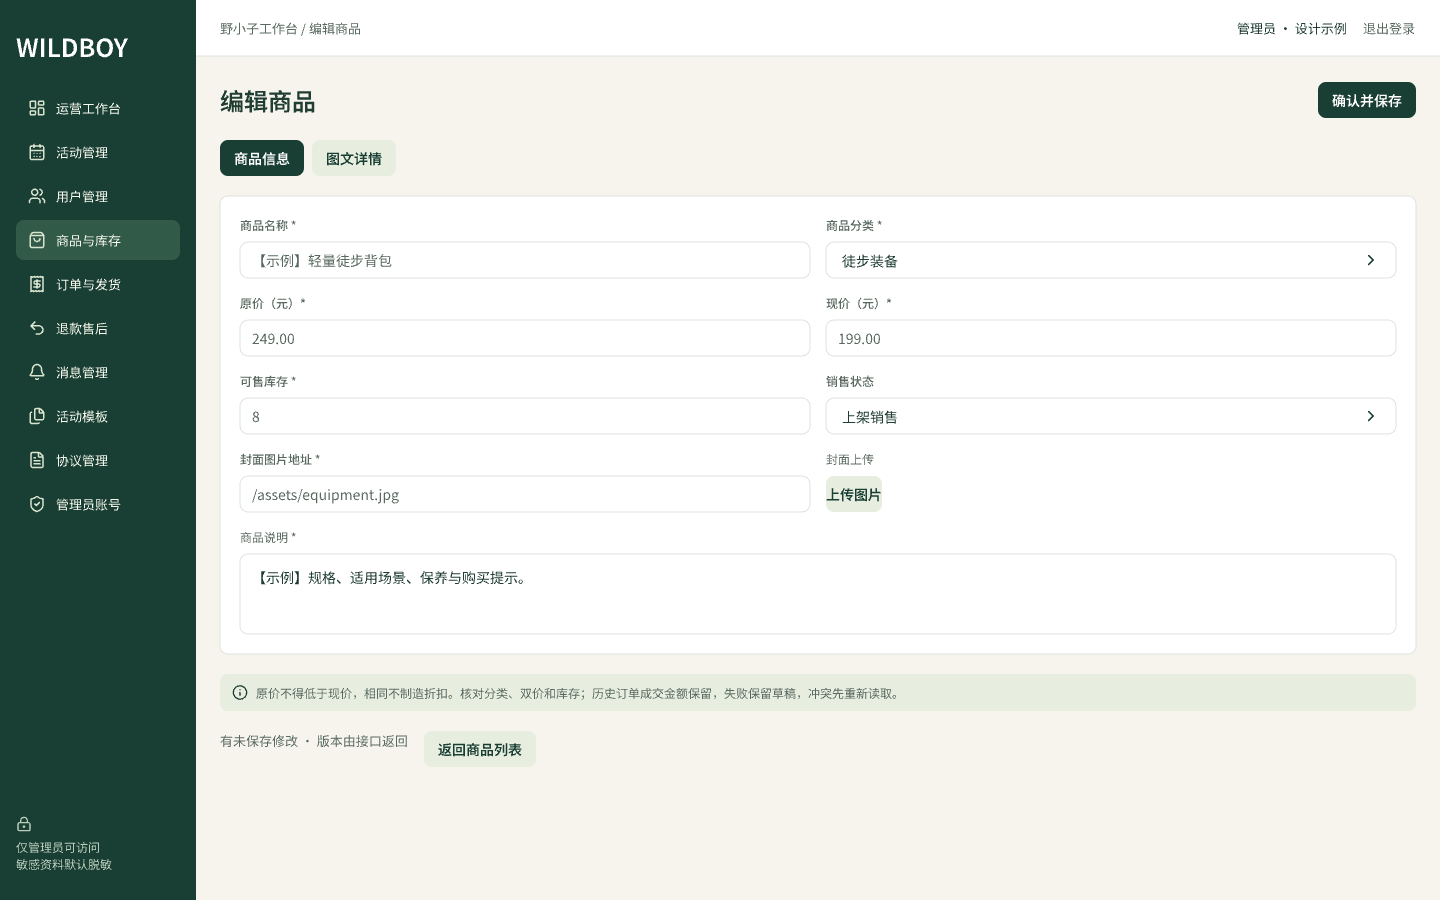 WILDBOY
运营工作台
活动管理
用户管理
商品与库存
订单与发货
退款售后
消息管理
活动模板
协议管理
管理员账号
仅管理员可访问
敏感资料默认脱敏
野小子工作台 / 编辑商品
管理员 · 设计示例
退出登录
编辑商品
确认并保存
商品信息
图文详情
商品名称 *
商品分类 *
【示例】轻量徒步背包
徒步装备
原价（元）*
现价（元）*
249.00
199.00
可售库存 *
销售状态
8
上架销售
封面图片地址 *
封面上传
/assets/equipment.jpg
上传图片
商品说明 *
【示例】规格、适用场景、保养与购买提示。
原价不得低于现价，相同不制造折扣。核对分类、双价和库存；历史订单成交金额保留，失败保留草稿，冲突先重新读取。
有未保存修改 · 版本由接口返回
返回商品列表